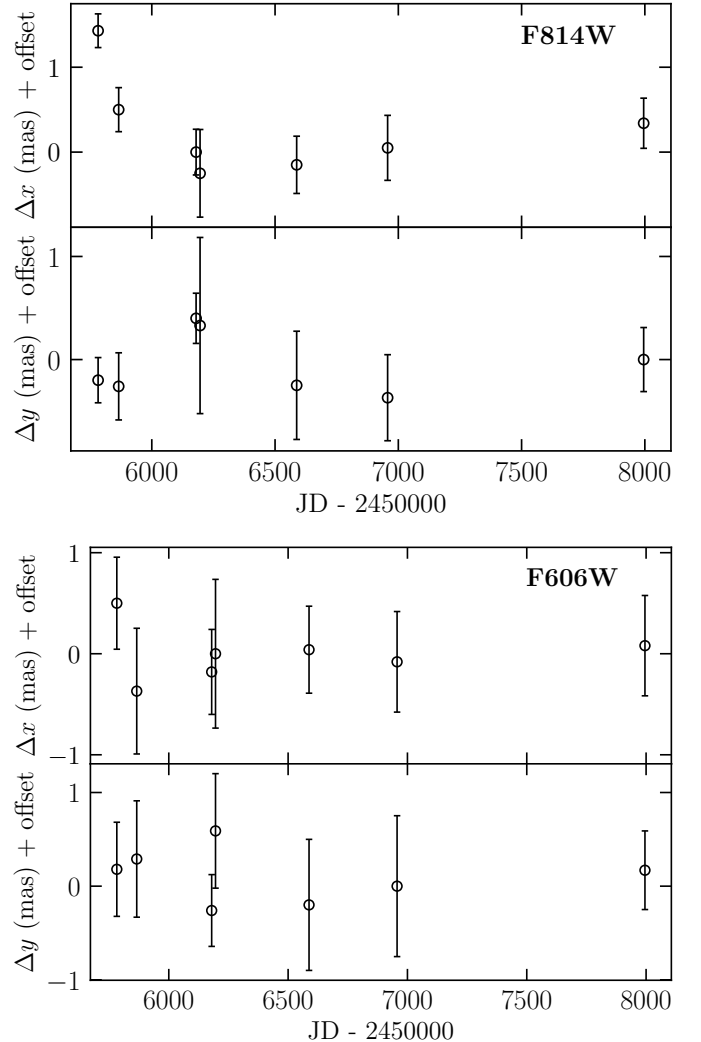 F814W
Δx (mas) + offset
1
0
Δy (mas) + offset
1
0
6000 6500 7000 7500 8000
JD - 2450000
F606W
Δx (mas) + offset
1
0
−1
Δy (mas) + offset
1
0
−1
6000 6500 7000 7500 8000
JD - 2450000